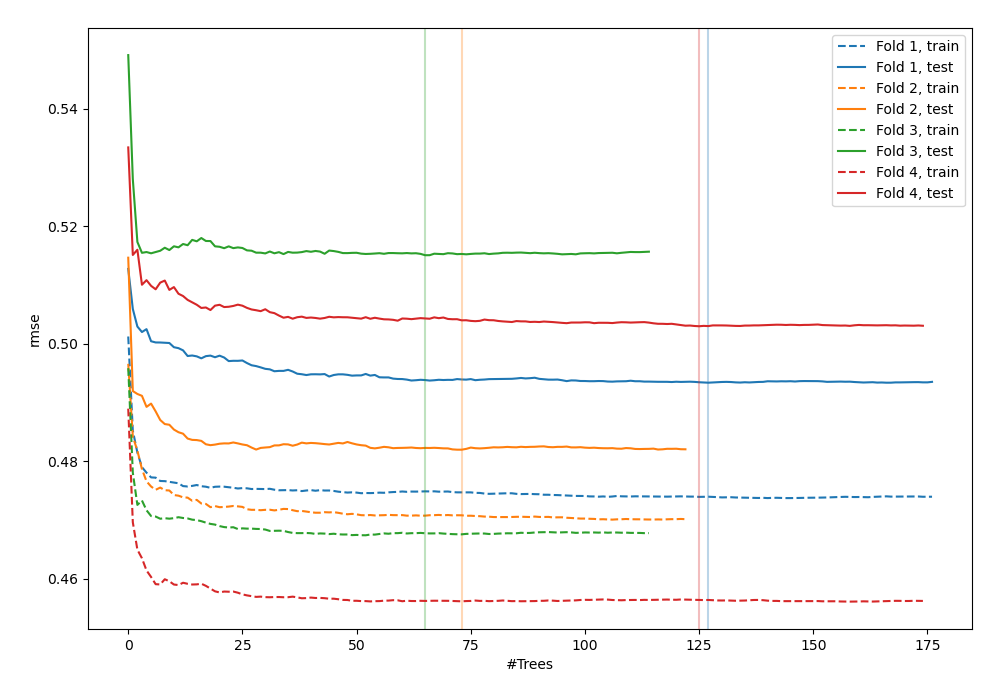 Fold 1, train
Fold 1, test
Fold 2, train
Fold 2, test
Fold 3, train
Fold 3, test
Fold 4, train
Fold 4, test
0.54
0.52
0.50
0.48
0.46
rmse
0 25 50 75 100 125 150 175
#Trees